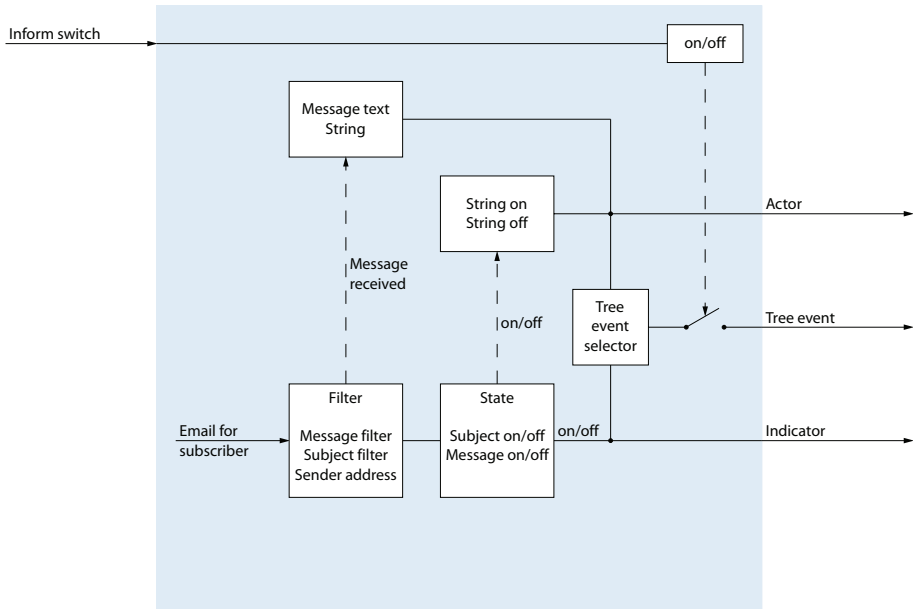 Inform switch
on/off
Message text
String
String on
String off
Actor
Message
received
on/off
Tree
event
selector
Tree event
Filter
Message filter
Subject filter
Sender address
State
Subject on/off
Message on/off
Email for
subscriber
on/off
Indicator